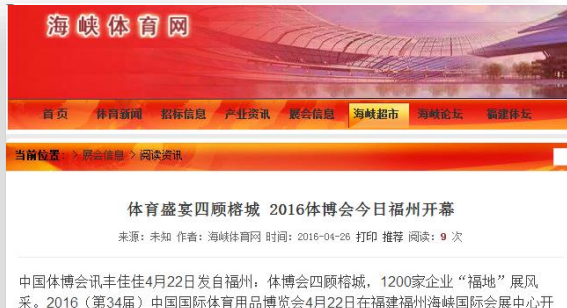 海峡体育网
首页 体育新闻 招标信息 产业资讯 展会信息 海峡超市 海峡论坛 福建体坛
当前位置：> 展会信息 > 阅读资讯
体育盛宴四顾榕城 2016体博会今日福州开幕
来源：未知 作者：海峡体育网 时间：2016-04-26 打印 推荐 阅读：9 次
中国体博会讯丰佳佳4月22日发自福州：体博会四顾榕城，1200家企业“福地”展风
采。2016（第34届）中国国际体育用品博览会4月22日在福建福州海峡国际会展中心开